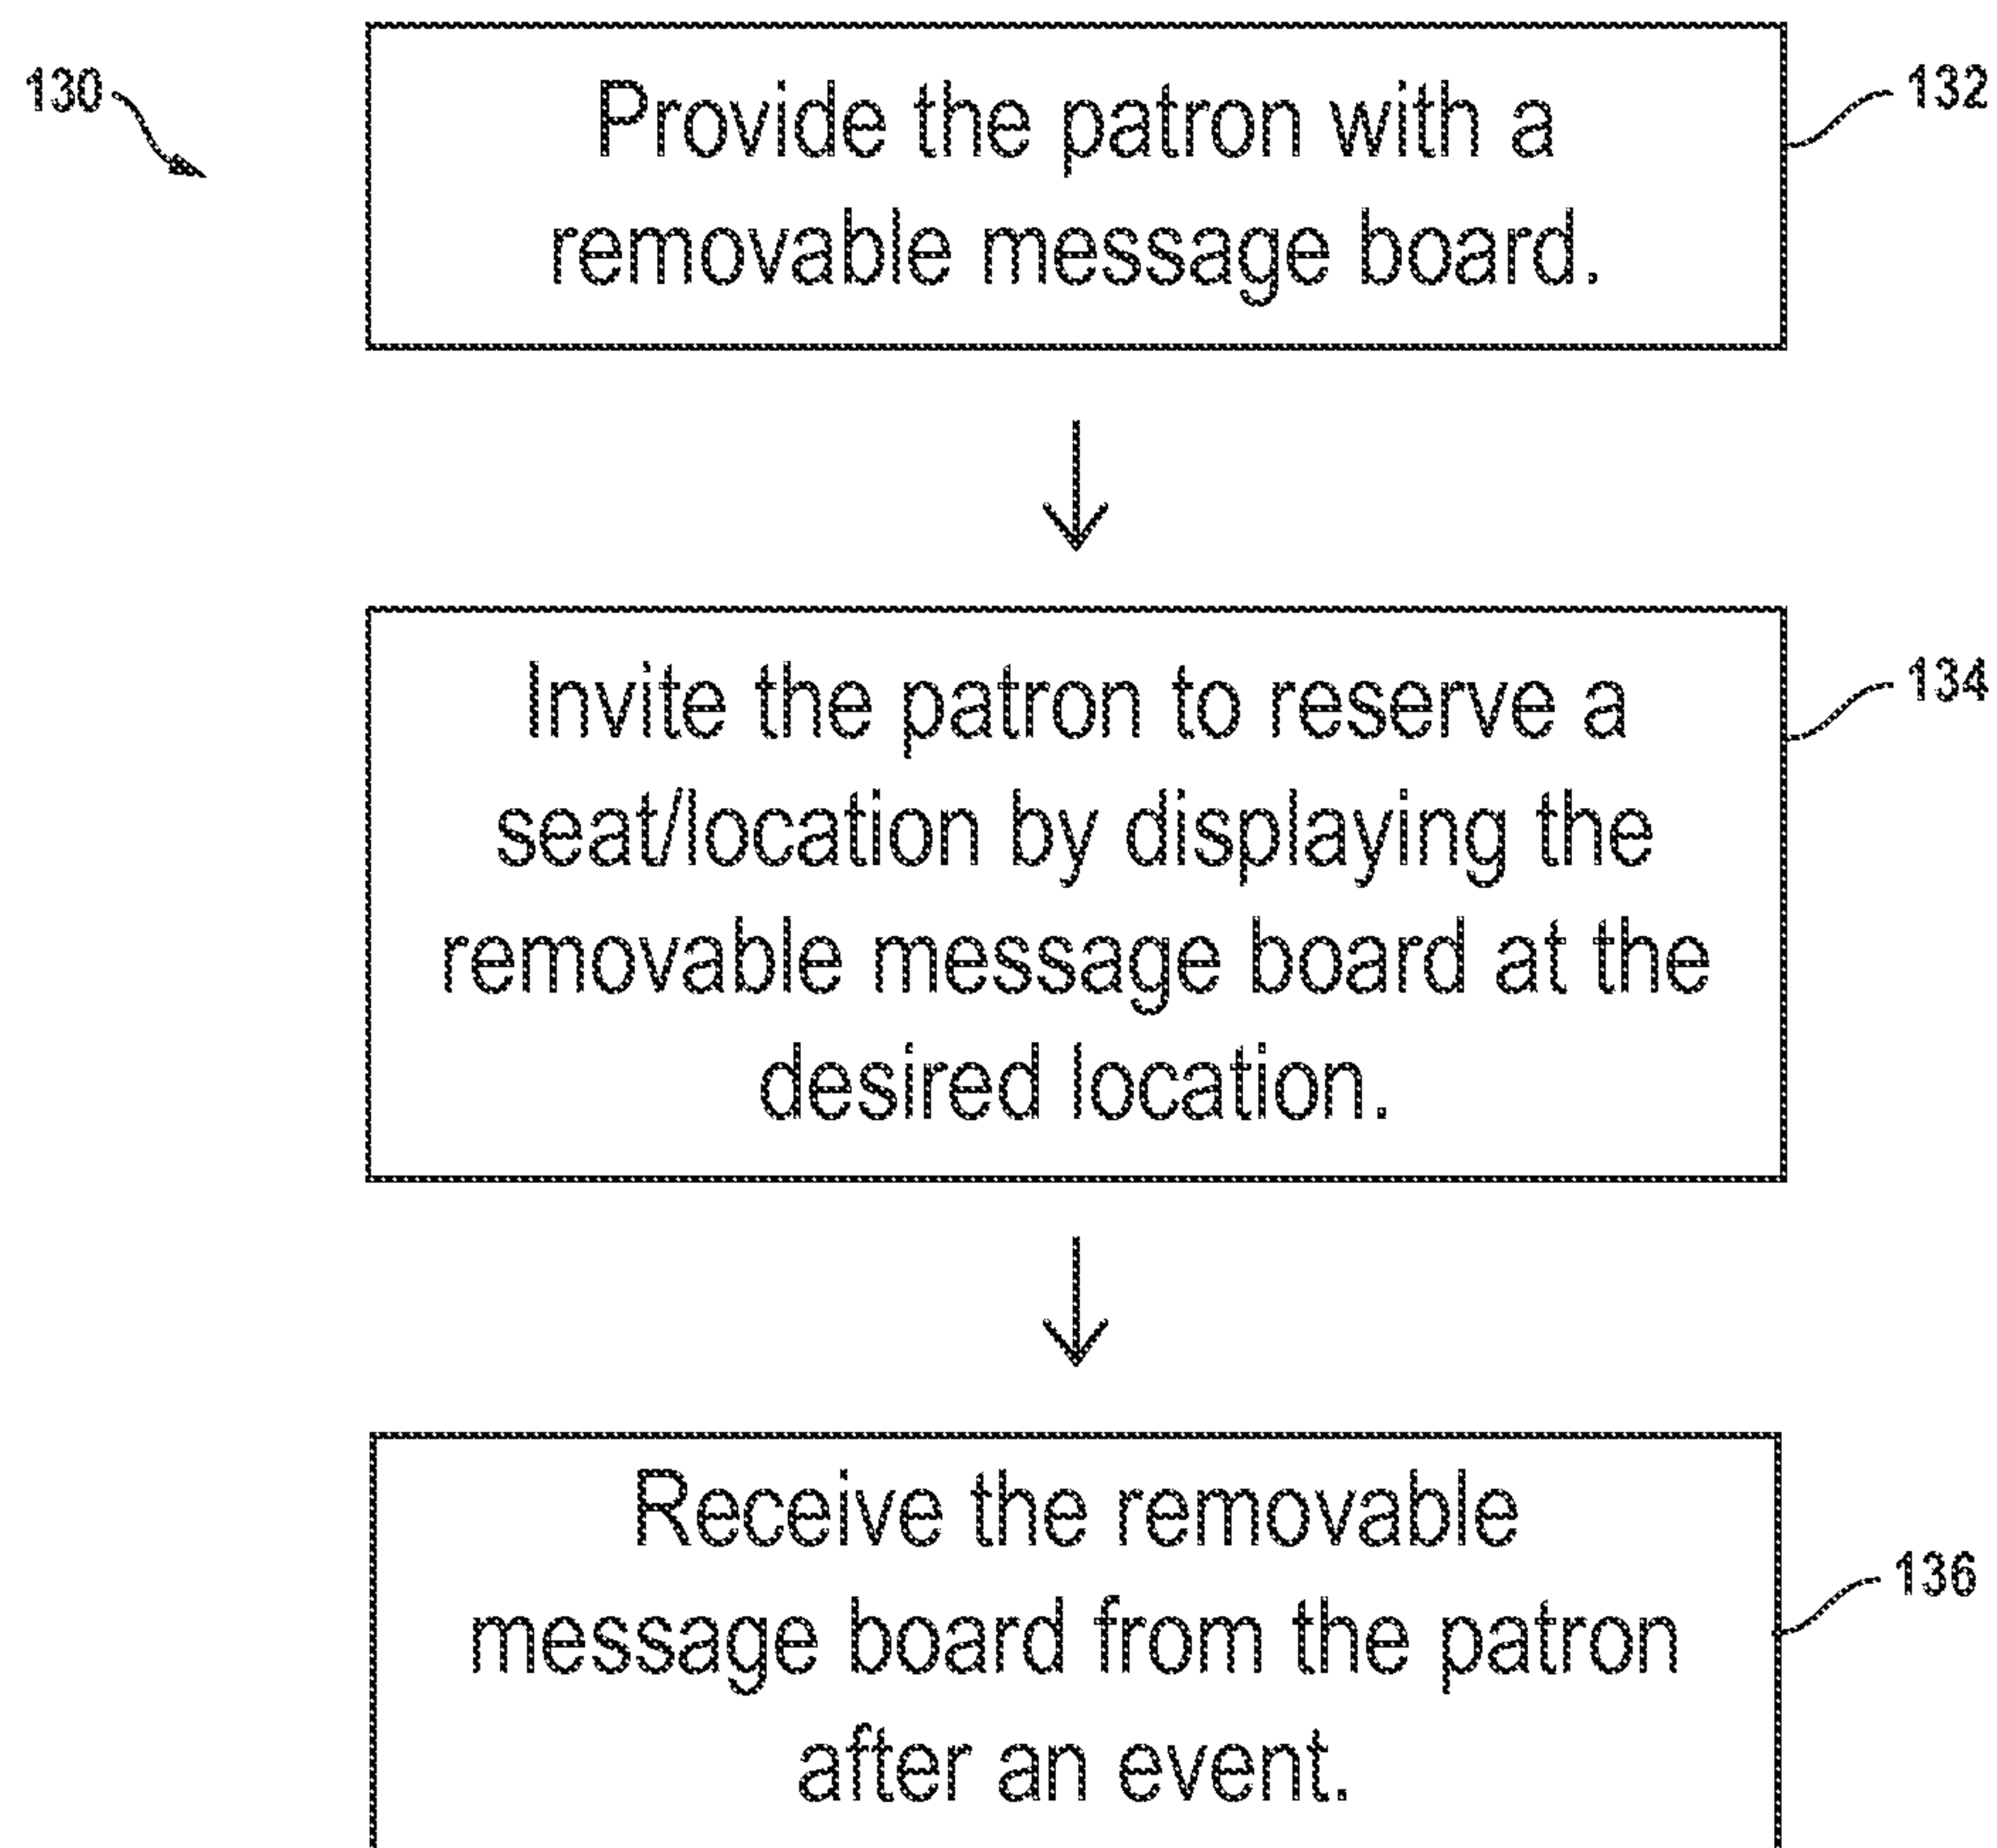 130
Provide the patron with a
removable message board.
132
Invite the patron to reserve a
seat/location by displaying the
removable message board at the
desired location.
134
Receive the removable
message board from the patron
after an event.
136